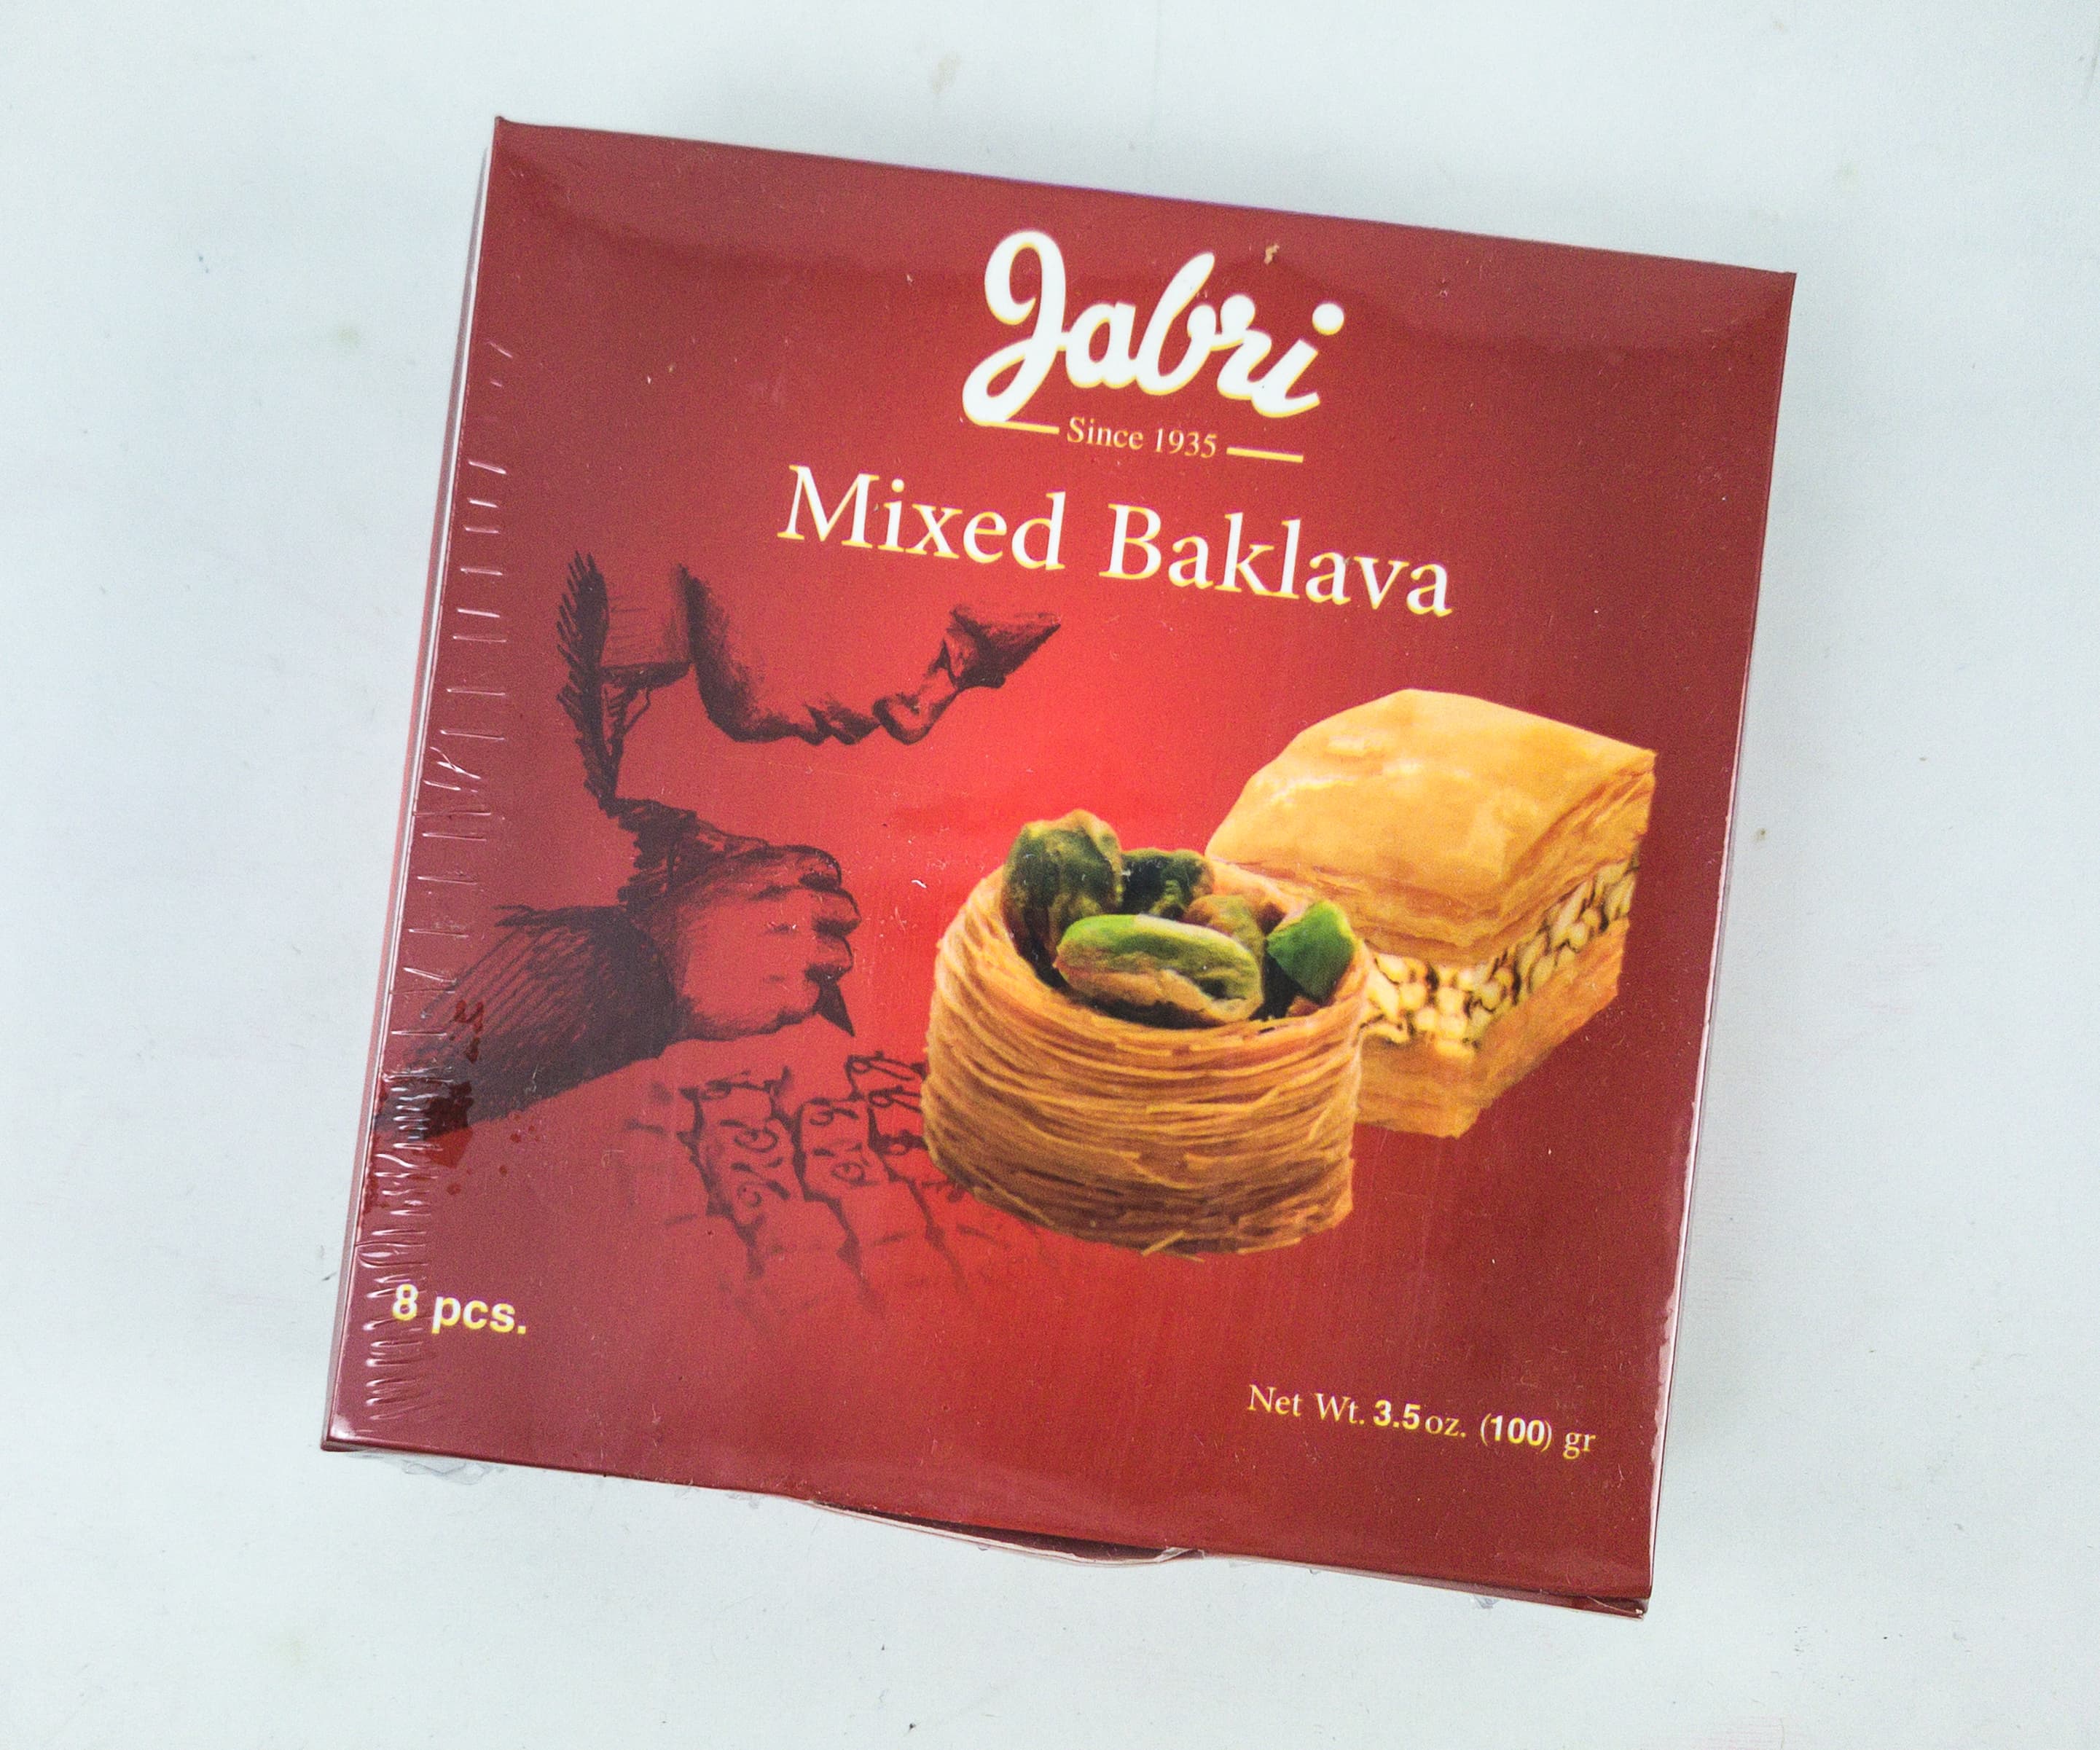 Jabri
Since 1935
Mixed Baklava
8 pcs.
Net Wt. 3.5 oz. (100) gr